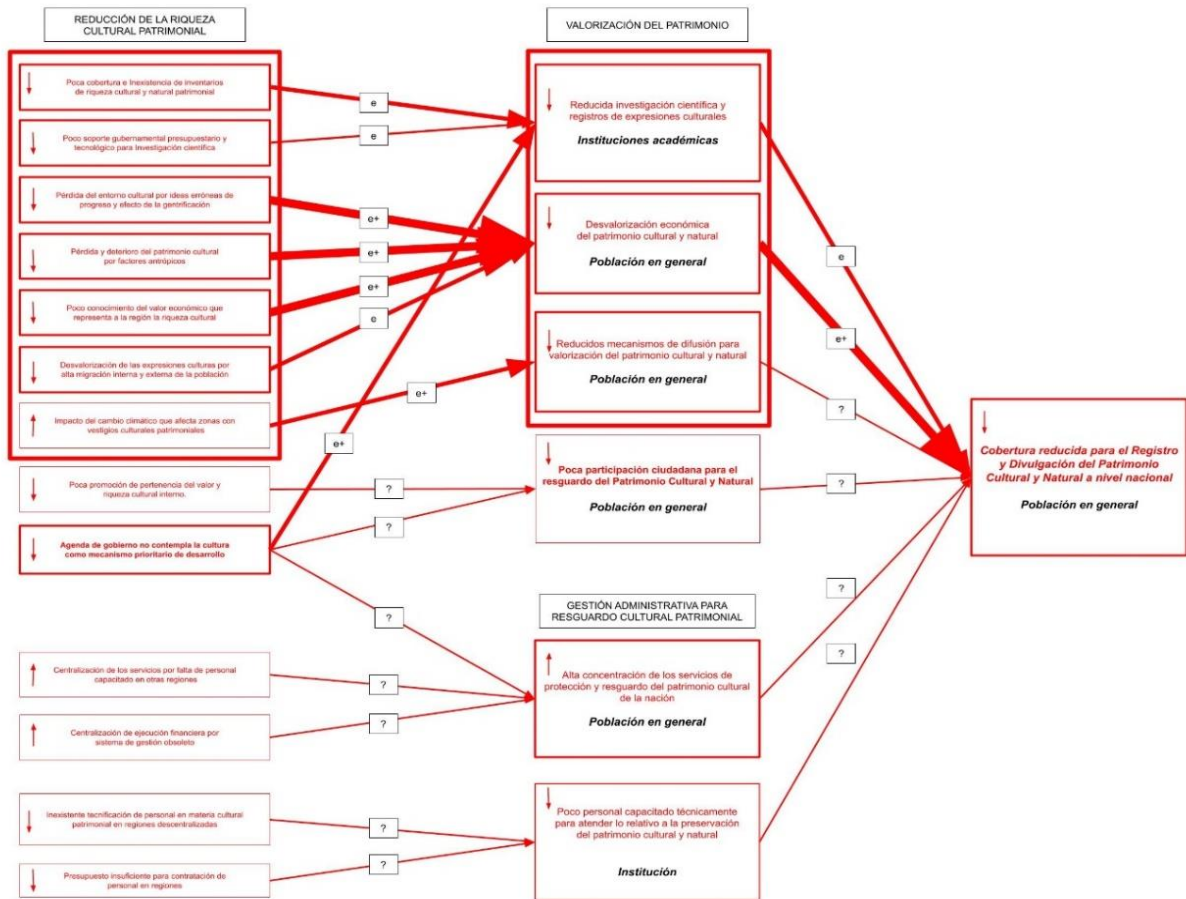 REDUCCIÓN DE LA RIQUEZA
CULTURAL PATRIMONIAL
Poca cobertura e Inexistencia de inventarios
de riqueza cultural y natural patrimonial
Poco soporte gubernamental presupuestario y
tecnológico para Investigación científica
Pérdida del entorno cultural por ideas erróneas de
progreso y efecto de la gentrificación
Pérdida y deterioro del patrimonio cultural
por factores antrópicos
Poco conocimiento del valor económico que
representa a la región la riqueza cultural
Desvalorización de las expresiones culturas por
alta migración interna y externa de la población
Impacto del cambio climático que afecta zonas con
vestigios culturales patrimoniales
Poca promoción de pertenencia del valor y
riqueza cultural interno.
Agenda de gobierno no contempla la cultura
como mecanismo prioritario de desarrollo
Centralización de los servicios por falta de personal
capacitado en otras regiones
Centralización de ejecución financiera por
sistema de gestión obsoleto
Inexistente tecnificación de personal en materia cultural
patrimonial en regiones descentralizadas
Presupuesto insuficiente para contratación de
personal en regiones
e
e
e+
e+
e+
e
e+
e+
?
?
?
?
?
?
?
VALORIZACIÓN DEL PATRIMONIO
Reducida investigación científica y
registros de expresiones culturales
Instituciones académicas
Desvalorización económica
del patrimonio cultural y natural
Población en general
Reducidos mecanismos de difusión para
valorización del patrimonio cultural y natural
Población en general
Poca participación ciudadana para el
resguardo del Patrimonio Cultural y Natural
Población en general
GESTIÓN ADMINISTRATIVA PARA
RESGUARDO CULTURAL PATRIMONIAL
Alta concentración de los servicios de
protección y resguardo del patrimonio cultural
de la nación
Población en general
Poco personal capacitado técnicamente
para atender lo relativo a la preservación
del patrimonio cultural y natural
Institución
e
e+
?
?
?
?
Cobertura reducida para el Registro
y Divulgación del Patrimonio
Cultural y Natural a nivel nacional
Población en general